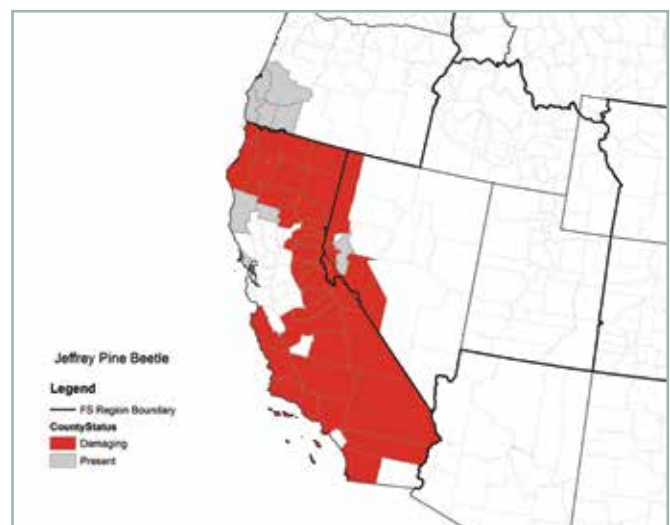 Jeffrey Pine Beetle
Legend
FS Region Boundary
CountyStatus
Damaging
Present